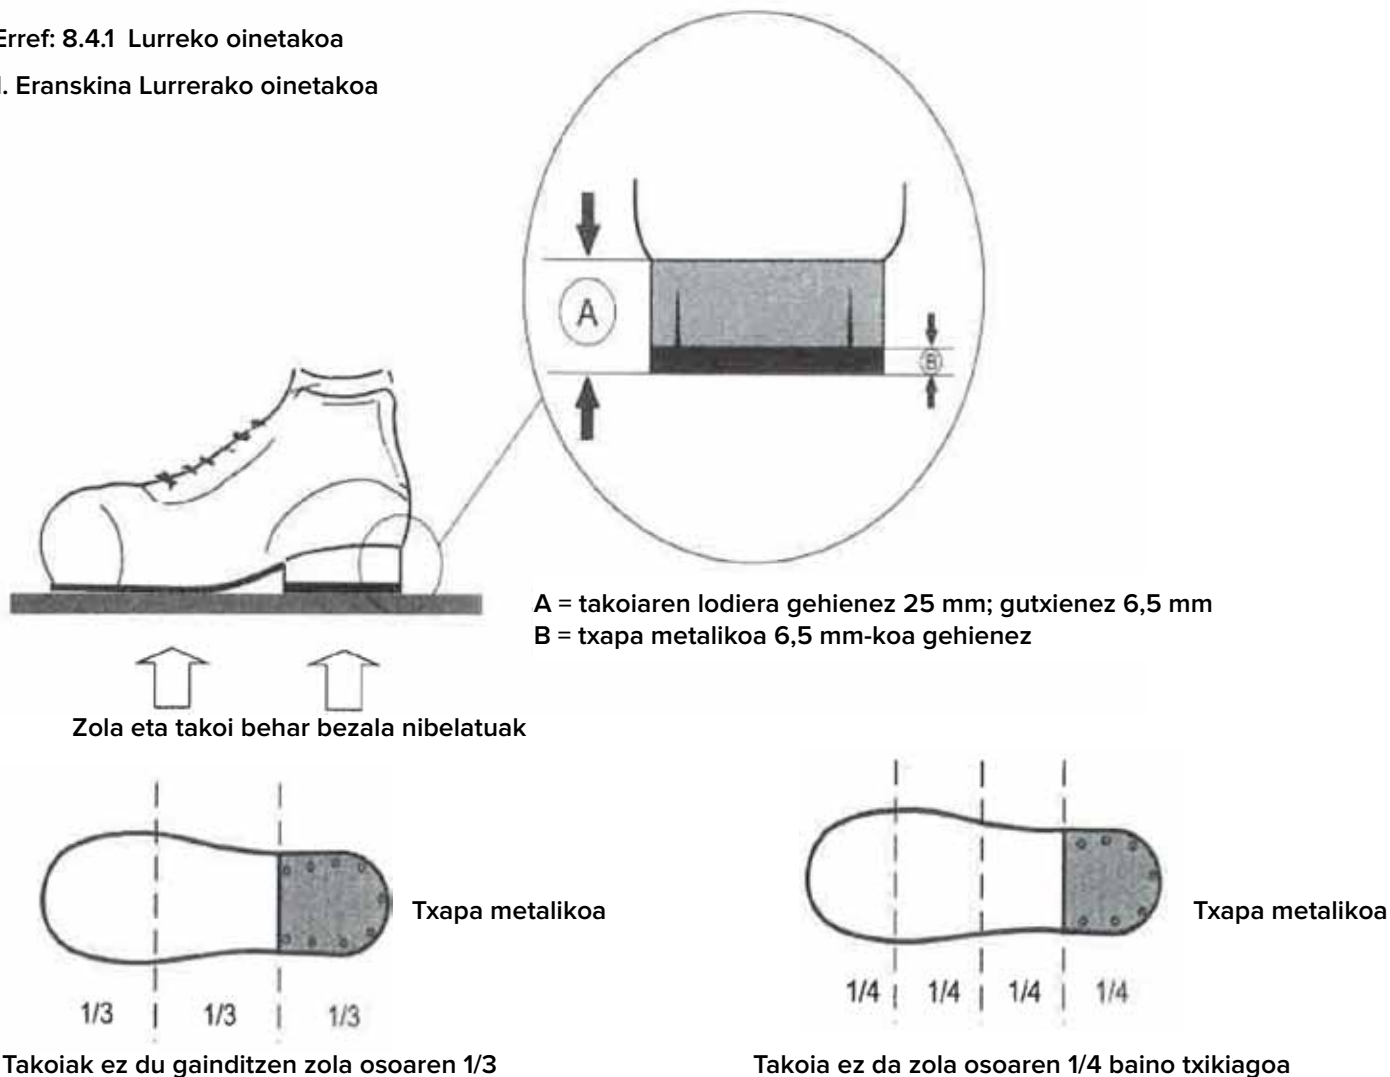 Erref: 8.4.1 Lurreko oinetakoa
I. Eranskina Lurrerako oinetakoa
A
B
A = takoiaren lodiera gehienez 25 mm; gutxienez 6,5 mm
B = txapa metalikoa 6,5 mm-koa gehienez
Zola eta takoi behar bezala nibelatuak
Txapa metalikoa
Txapa metalikoa
1/3 1/3 1/3
1/4 1/4 1/4 1/4
Takoiak ez du gainditzen zola osoaren 1/3
Takoia ez da zola osoaren 1/4 baino txikiagoa